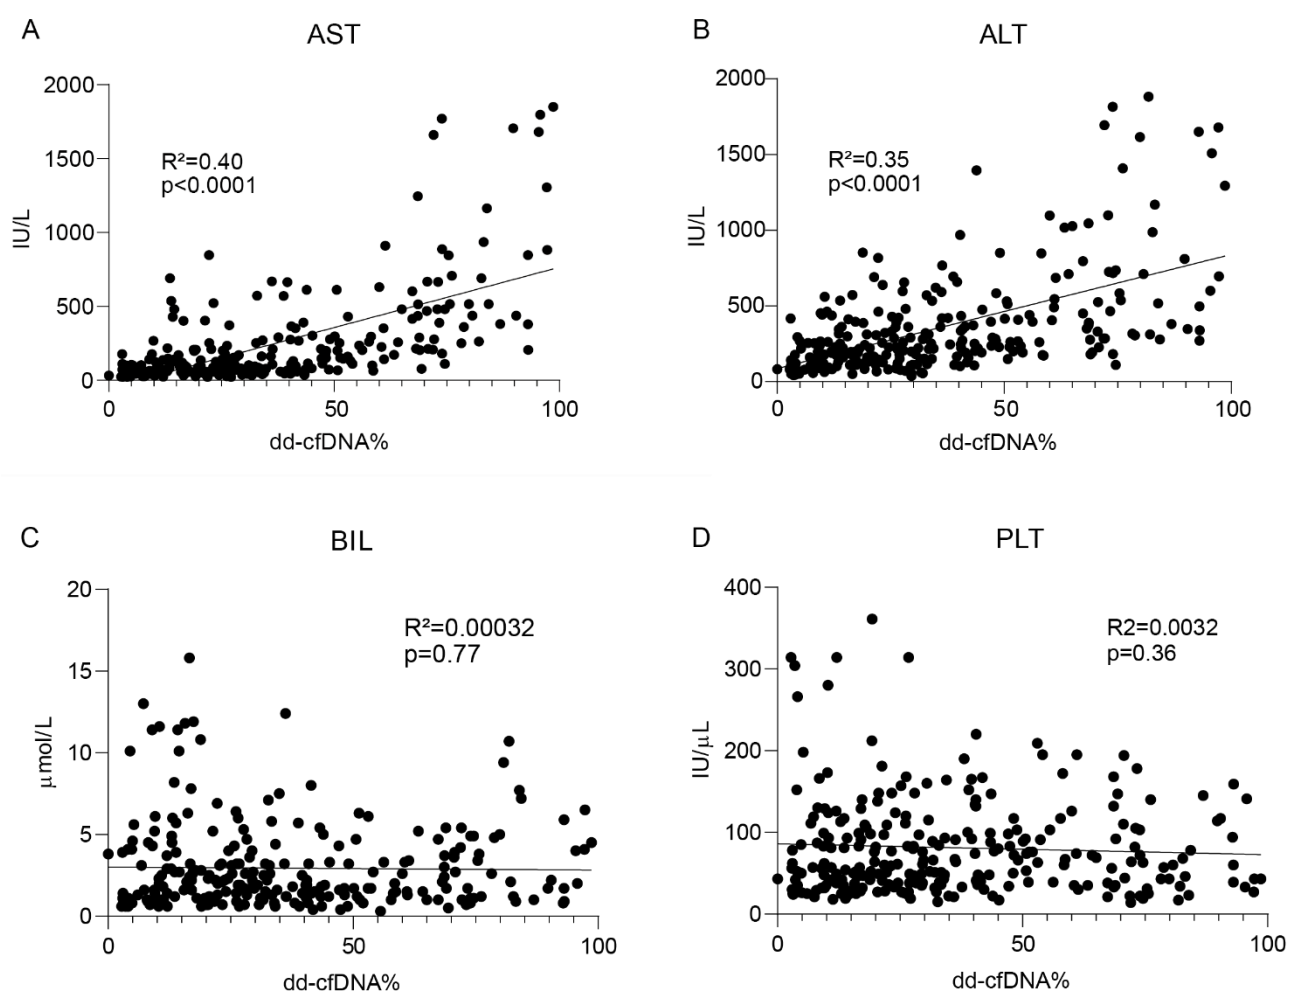 A
AST
2000
1500
1000
500
0
IU/L
R²=0.40
p<0.0001
0
50
100
dd-cfDNA%
B
ALT
2000
1500
1000
500
0
IU/L
R²=0.35
p<0.0001
0
50
100
dd-cfDNA%
C
BIL
20
15
10
5
0
μmol/L
R²=0.00032
p=0.77
0
50
100
dd-cfDNA%
D
PLT
400
300
200
100
0
IU/μL
R2=0.0032
p=0.36
0
50
100
dd-cfDNA%